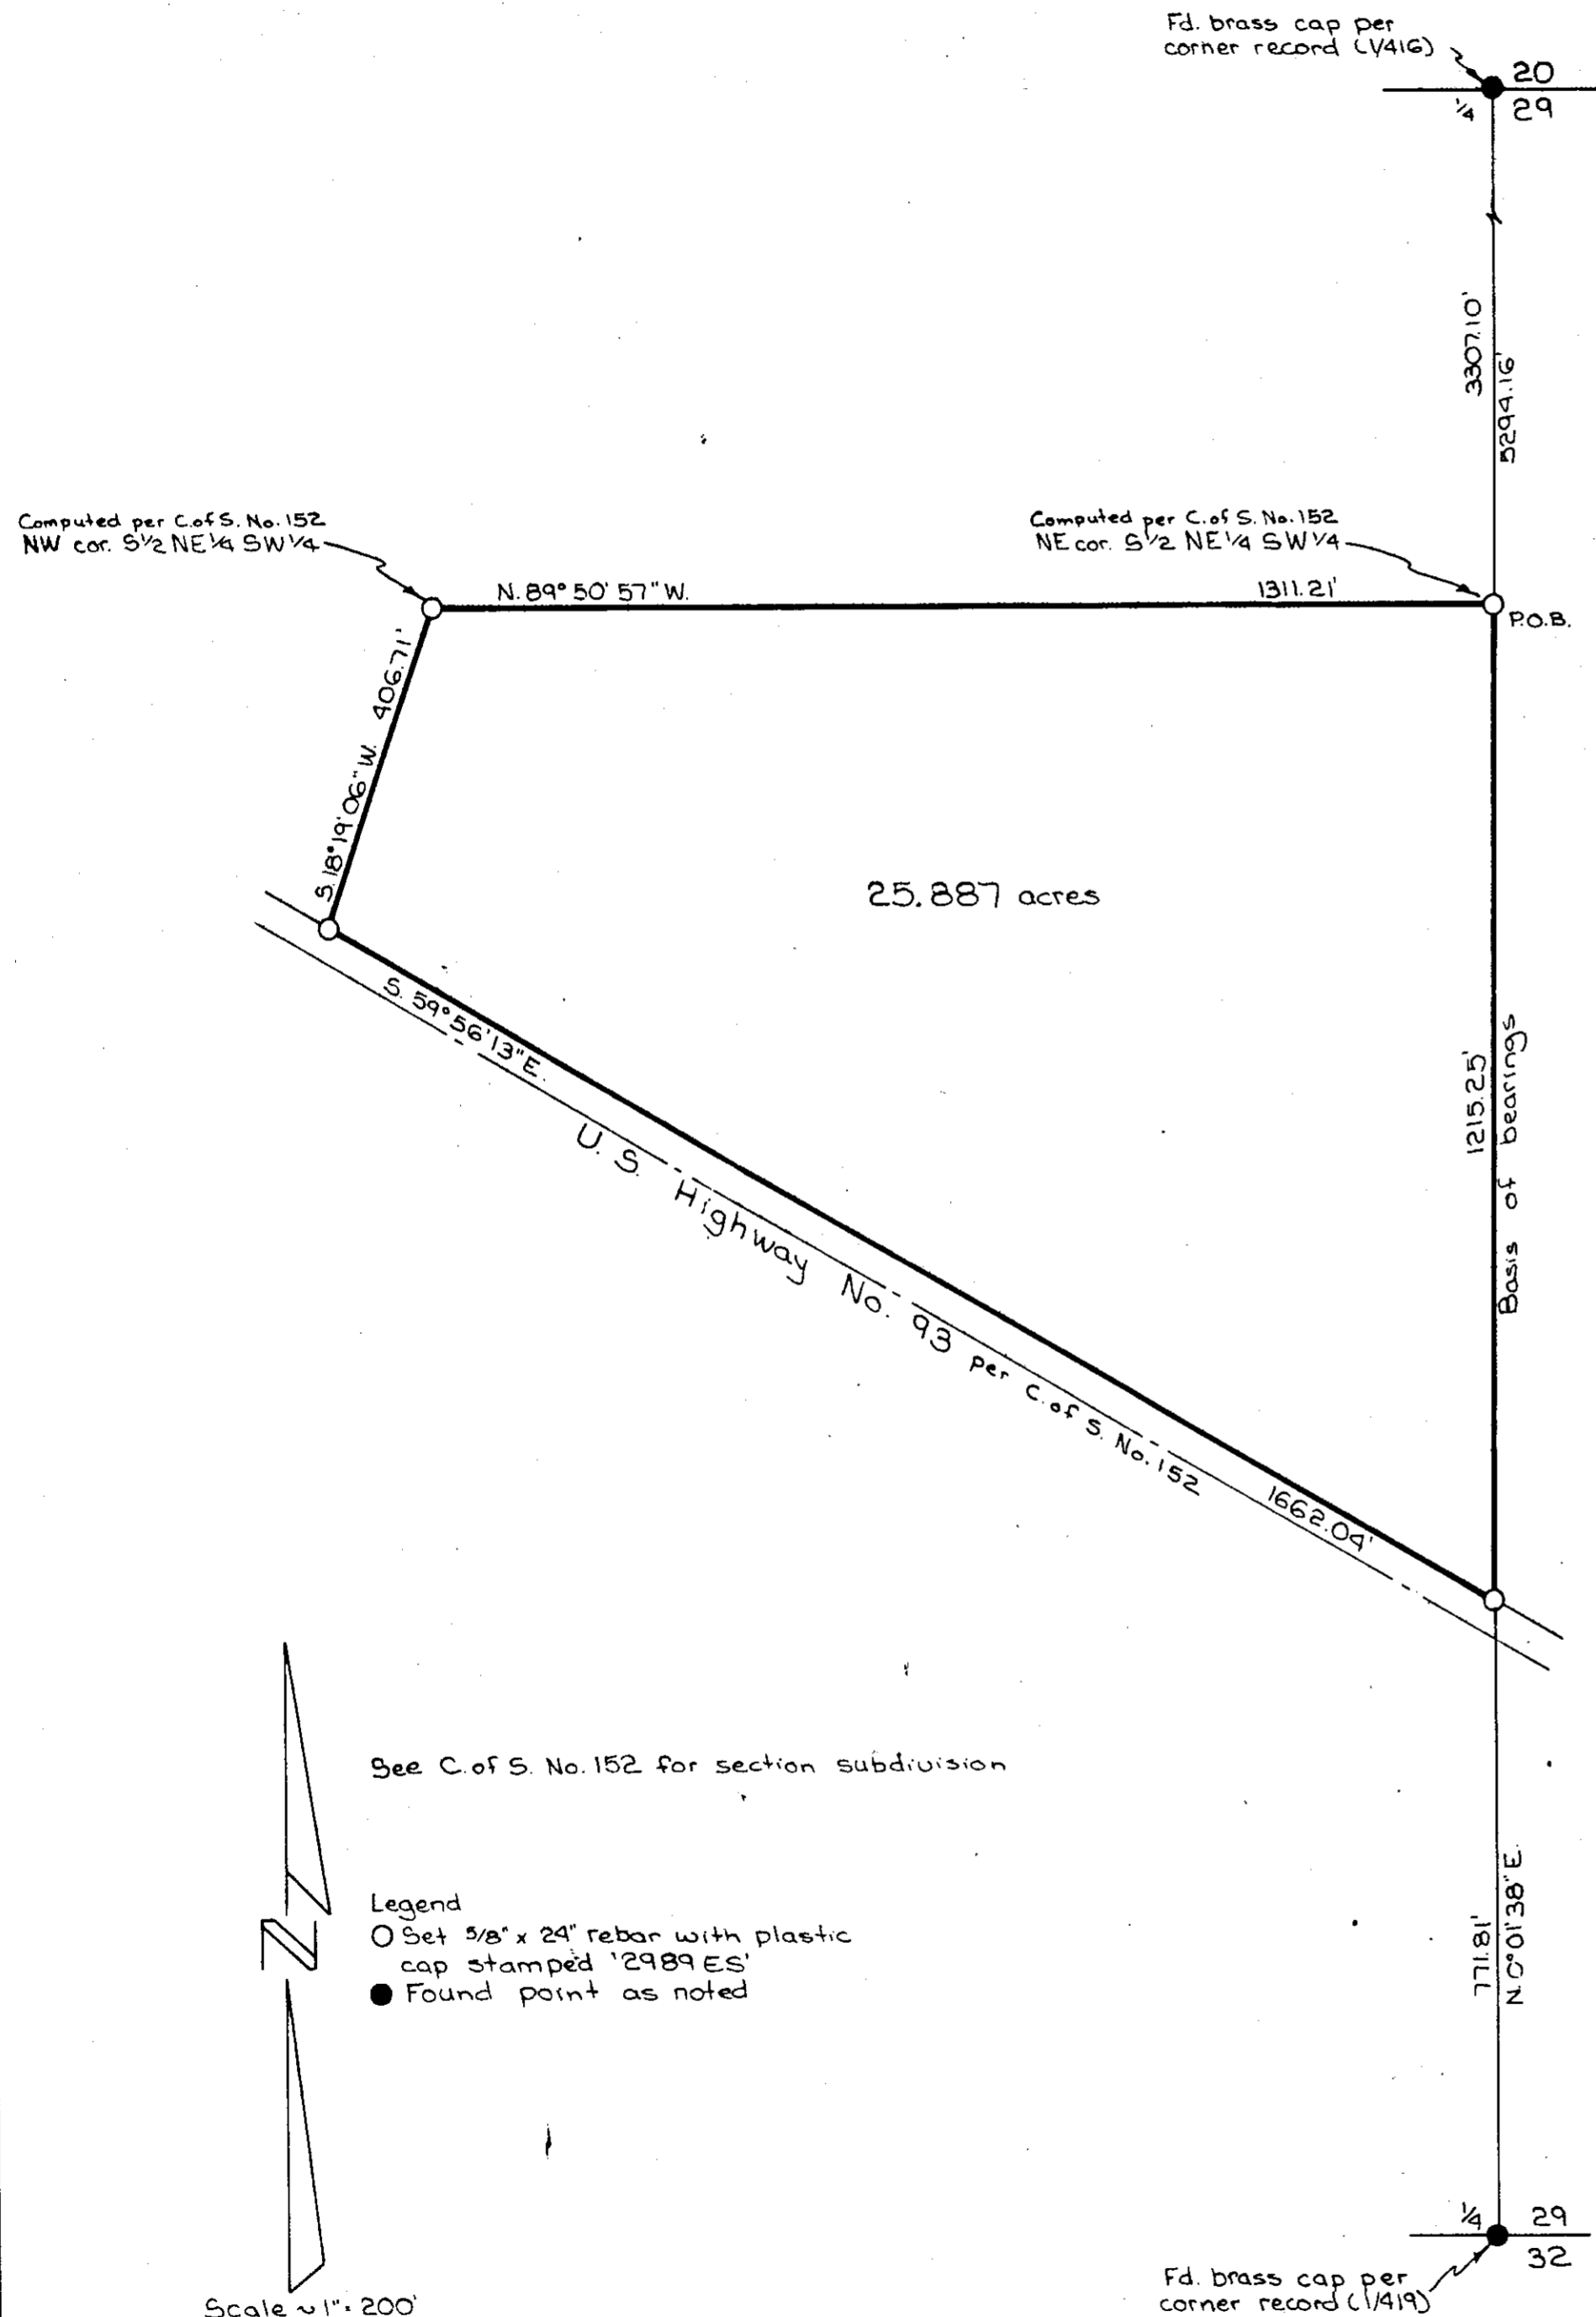 Fd. brass cap per
corner record (1/416)
20
1/4 29
3307.10'
5294.16'
Computed per C.of S. No. 152
NW cor. S1/2 NE1/4 SW1/4
Computed per C.of S. No. 152
NE cor. S1/2 NE1/4 SW1/4
N. 89° 50' 57" W.
1311.21'
P.O.B.
S. 18° 19' 06" W. 406.71'
25.887 acres
S. 59° 56' 13" E.
1215.25'
Basis of bearings
U. S. Highway No. 93 per C.of S. No. 152
1662.04'
See C.of S. No. 152 for section subdivision
Legend
Set 5/8" x 24" rebar with plastic
cap stamped '2989 ES'
Found point as noted
N
771.81'
N. 0° 01' 38" E.
1/4 29
32
Fd. brass cap per
corner record (1/419)
Scale ~ 1" = 200'